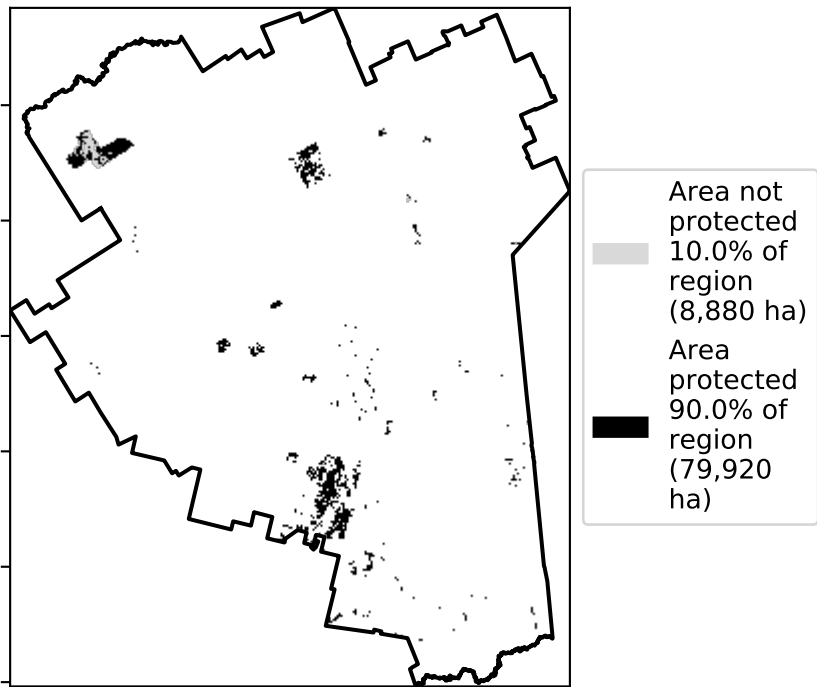 Area not
protected
10.0% of
region
(8,880 ha)
Area
protected
90.0% of
region
(79,920
ha)